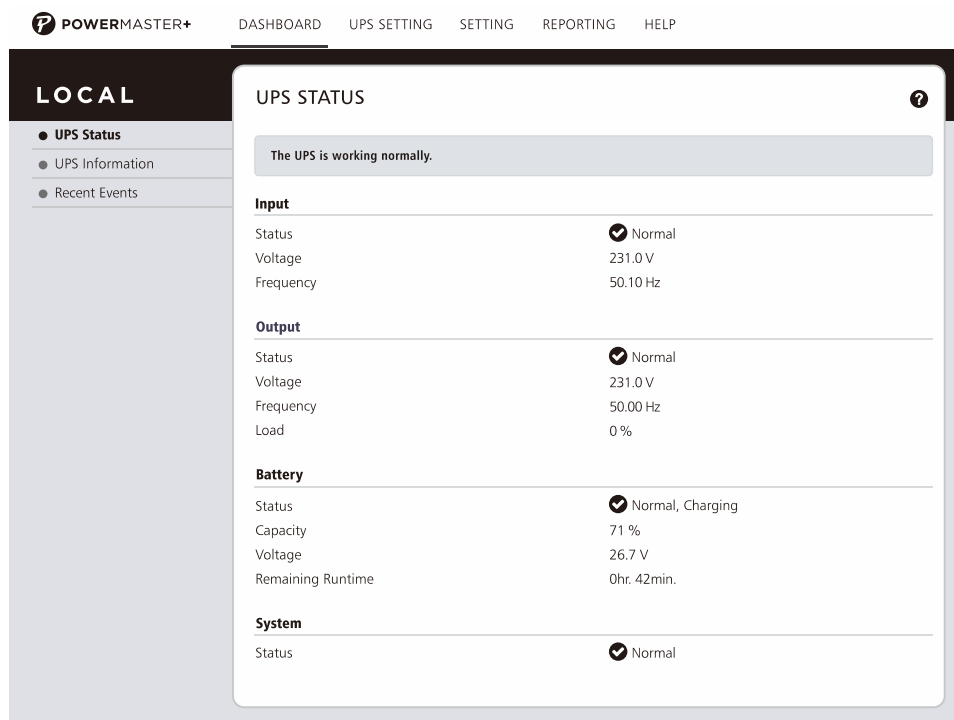 POWERMASTER+ DASHBOARD UPS SETTING SETTING REPORTING HELP
LOCAL
UPS Status
UPS Information
Recent Events
UPS STATUS
The UPS is working normally.
Input
Status Normal
Voltage 231.0 V
Frequency 50.10 Hz
Output
Status Normal
Voltage 231.0 V
Frequency 50.00 Hz
Load 0 %
Battery
Status Normal, Charging
Capacity 71 %
Voltage 26.7 V
Remaining Runtime 0hr. 42min.
System
Status Normal